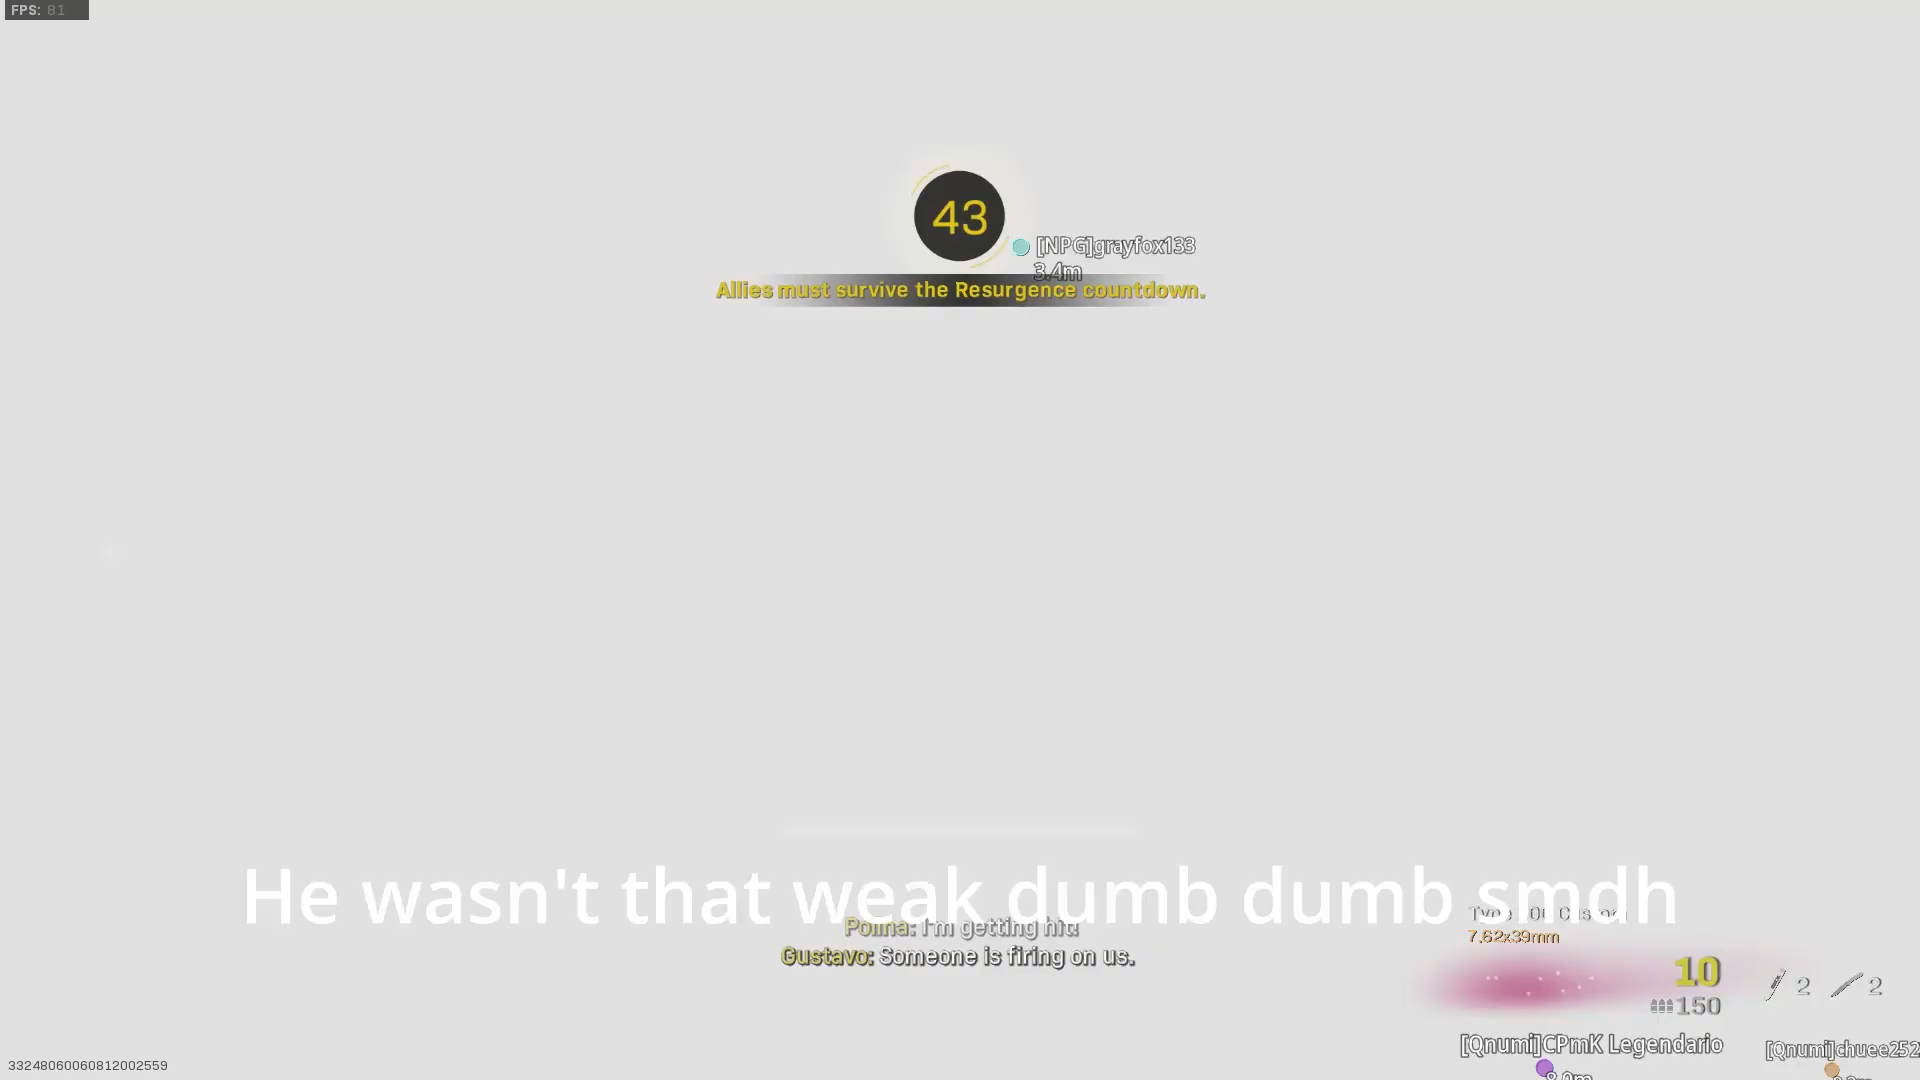 FPS: 81
43
[NPG]grayfox133
3.4m
Allies must survive the Resurgence countdown.
He wasn't that weak dumb dumb smdh
Polina: I'm getting hit!
Gustavo: Someone is firing on us.
7.62x39mm
10
150
2 2
[Qnumi]CPmK Legendario
[Qnumi]chuee252
33248060060812002559